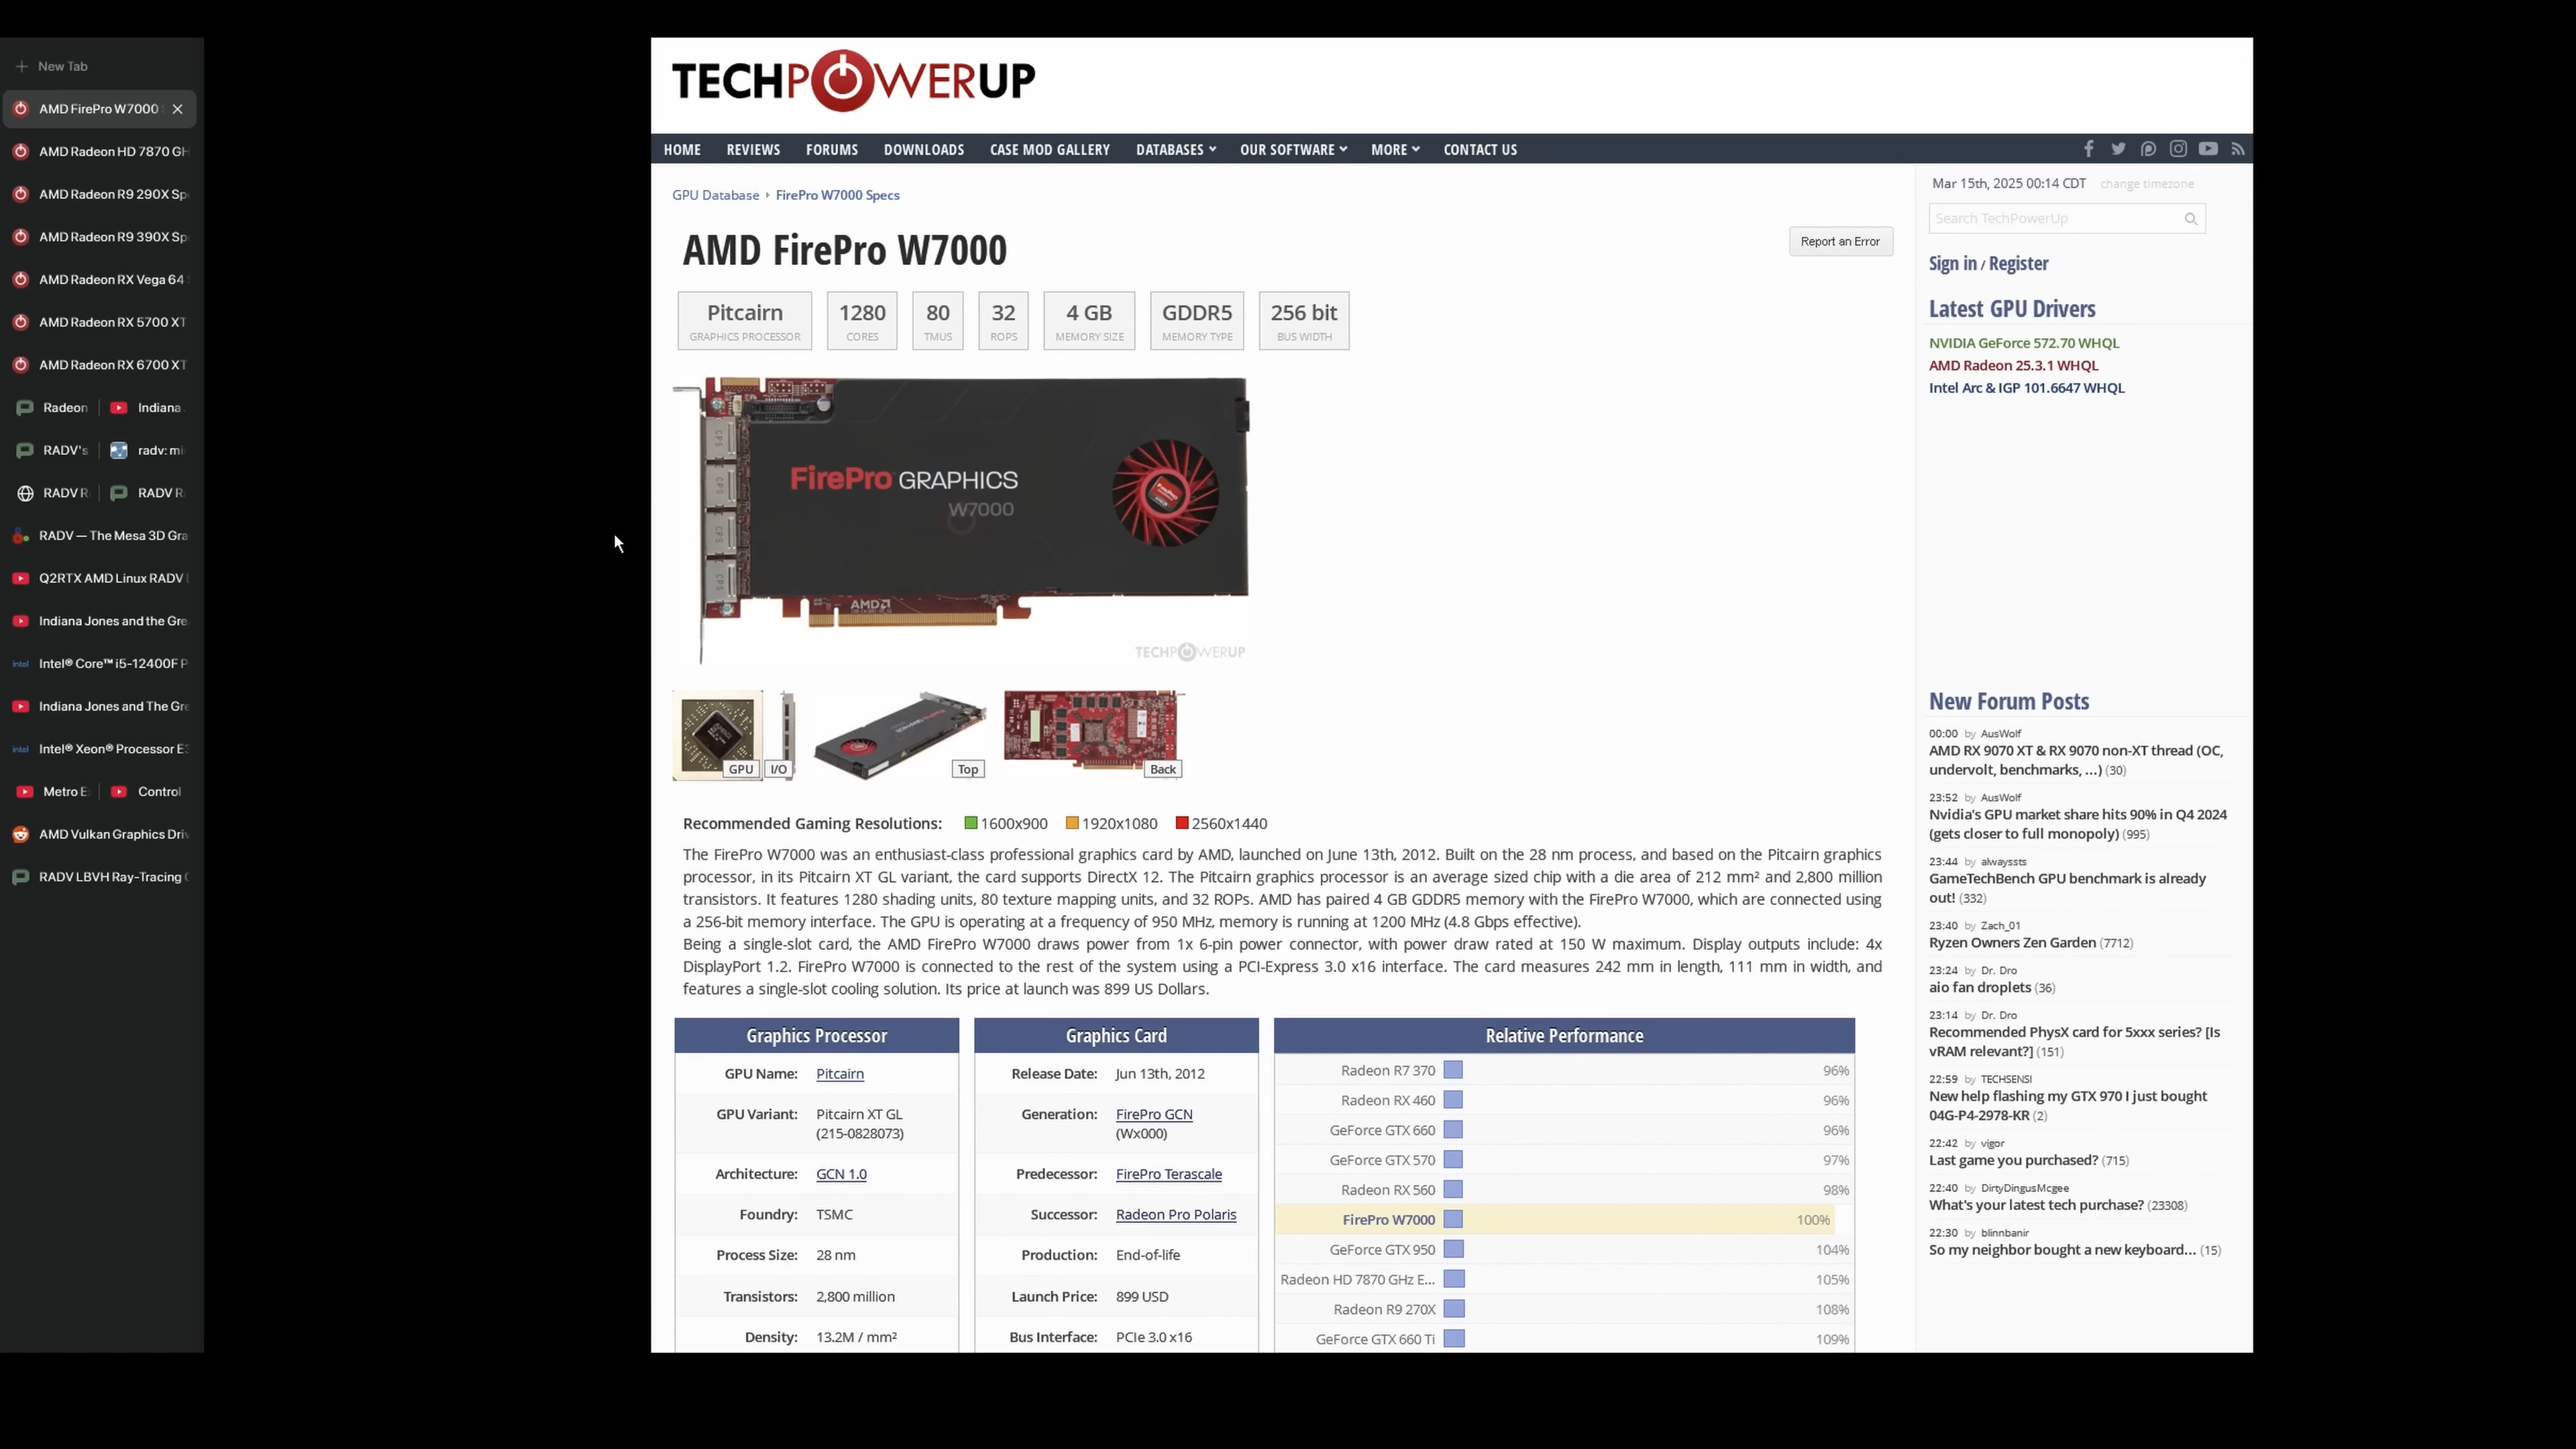 New Tab
AMD FirePro W7000
AMD Radeon HD 7870 GH
AMD Radeon R9 290X Sp
AMD Radeon R9 390X Sp
AMD Radeon RX Vega 64
AMD Radeon RX 5700 XT
AMD Radeon RX 6700 XT
Radeon Indiana
RADV's radv: mi
RADV R RADV R
RADV — The Mesa 3D Gra
Q2RTX AMD Linux RADV
Indiana Jones and the Gre
Intel® Core™ i5-12400F P
Indiana Jones and The Gre
Intel® Xeon® Processor E3
Metro E Control
AMD Vulkan Graphics Driv
RADV LBVH Ray-Tracing
TECHPOWERUP
HOME REVIEWS FORUMS DOWNLOADS CASE MOD GALLERY DATABASES OUR SOFTWARE MORE CONTACT US
GPU Database FirePro W7000 Specs
AMD FirePro W7000
Report an Error
Pitcairn 1280 80 32 4 GB GDDR5 256 bit
GRAPHICS PROCESSOR CORES TMUS ROPS MEMORY SIZE MEMORY TYPE BUS WIDTH
FirePro GRAPHICS
W7000
AMD
TECHPOWERUP
GPU I/O Top Back
Recommended Gaming Resolutions: 1600x900 1920x1080 2560x1440
The FirePro W7000 was an enthusiast-class professional graphics card by AMD, launched on June 13th, 2012. Built on the 28 nm process, and based on the Pitcairn graphics
processor, in its Pitcairn XT GL variant, the card supports DirectX 12. The Pitcairn graphics processor is an average sized chip with a die area of 212 mm² and 2,800 million
transistors. It features 1280 shading units, 80 texture mapping units, and 32 ROPs. AMD has paired 4 GB GDDR5 memory with the FirePro W7000, which are connected using
a 256-bit memory interface. The GPU is operating at a frequency of 950 MHz, memory is running at 1200 MHz (4.8 Gbps effective).
Being a single-slot card, the AMD FirePro W7000 draws power from 1x 6-pin power connector, with power draw rated at 150 W maximum. Display outputs include: 4x
DisplayPort 1.2. FirePro W7000 is connected to the rest of the system using a PCI-Express 3.0 x16 interface. The card measures 242 mm in length, 111 mm in width, and
features a single-slot cooling solution. Its price at launch was 899 US Dollars.
Graphics Processor
GPU Name: Pitcairn
GPU Variant: Pitcairn XT GL
(215-0828073)
Architecture: GCN 1.0
Foundry: TSMC
Process Size: 28 nm
Transistors: 2,800 million
Density: 13.2M / mm²
Graphics Card
Release Date: Jun 13th, 2012
Generation: FirePro GCN
(Wx000)
Predecessor: FirePro Terascale
Successor: Radeon Pro Polaris
Production: End-of-life
Launch Price: 899 USD
Bus Interface: PCIe 3.0 x16
Relative Performance
Radeon R7 370 96%
Radeon RX 460 96%
GeForce GTX 660 96%
GeForce GTX 570 97%
Radeon RX 560 98%
FirePro W7000 100%
GeForce GTX 950 104%
Radeon HD 7870 GHz E... 105%
Radeon R9 270X 108%
GeForce GTX 660 Ti 109%
Mar 15th, 2025 00:14 CDT change timezone
Search TechPowerUp
Sign in / Register
Latest GPU Drivers
NVIDIA GeForce 572.70 WHQL
AMD Radeon 25.3.1 WHQL
Intel Arc & IGP 101.6647 WHQL
New Forum Posts
00:00 by AusWolf
AMD RX 9070 XT & RX 9070 non-XT thread (OC,
undervolt, benchmarks, ...) (30)
23:52 by AusWolf
Nvidia's GPU market share hits 90% in Q4 2024
(gets closer to full monopoly) (995)
23:44 by alwayssts
GameTechBench GPU benchmark is already
out! (332)
23:40 by Zach_01
Ryzen Owners Zen Garden (7712)
23:24 by Dr. Dro
aio fan droplets (36)
23:14 by Dr. Dro
Recommended PhysX card for 5xxx series? [Is
vRAM relevant?] (151)
22:59 by TECHSENSI
New help flashing my GTX 970 I just bought
04G-P4-2978-KR (2)
22:42 by vigor
Last game you purchased? (715)
22:40 by DirtyDingusMcgee
What's your latest tech purchase? (23308)
22:30 by blinnbanir
So my neighbor bought a new keyboard... (15)